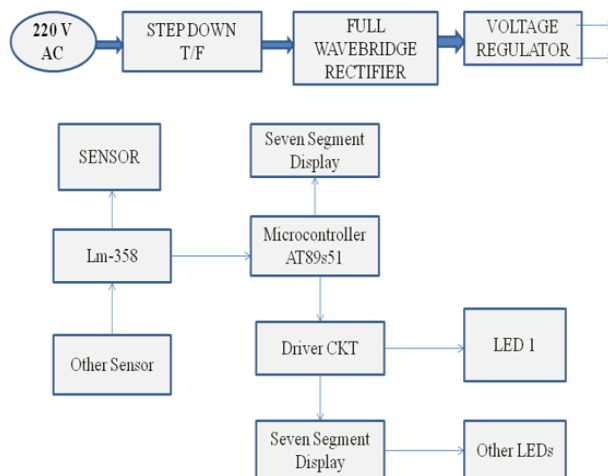 220 V
AC
STEP DOWN
T/F
FULL
WAVEBRIDGE
RECTIFIER
VOLTAGE
REGULATOR
SENSOR
Seven Segment
Display
Lm-358
Microcontroller
AT89s51
Other Sensor
Driver CKT
LED 1
Seven Segment
Display
Other LEDs